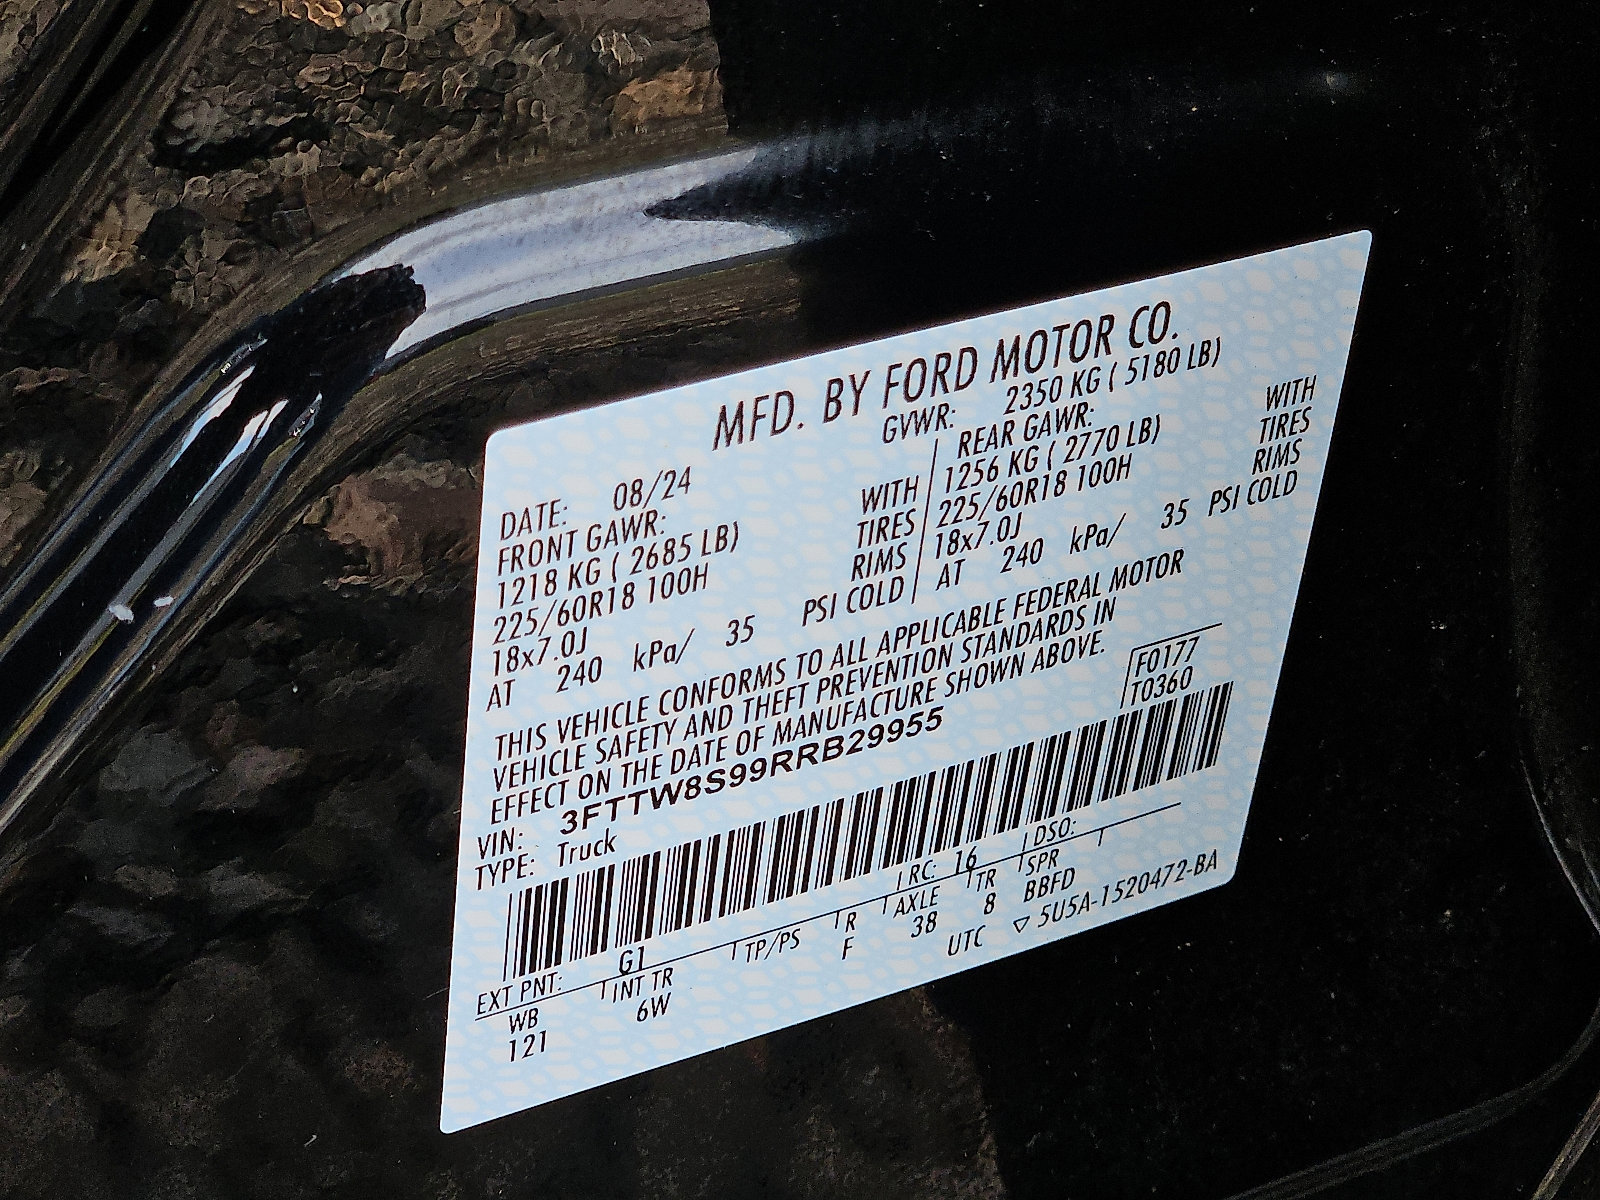 MFD. BY FORD MOTOR CO.
DATE: 08/24 GVWR: 2350 KG ( 5180 LB)
FRONT GAWR: REAR GAWR:
1218 KG ( 2685 LB) WITH 1256 KG ( 2770 LB) WITH
225/60R18 100H TIRES 225/60R18 100H TIRES
18x7.0J RIMS 18x7.0J RIMS
AT 240 kPa/ 35 PSI COLD AT 240 kPa/ 35 PSI COLD
THIS VEHICLE CONFORMS TO ALL APPLICABLE FEDERAL MOTOR
VEHICLE SAFETY AND THEFT PREVENTION STANDARDS IN
EFFECT ON THE DATE OF MANUFACTURE SHOWN ABOVE.
VIN: 3FTTW8S99RRB29955 F0177
TYPE: Truck T0360
EXT PNT: G1 RC: 16 DSO:
WB INT TR TP/PS R AXLE TR SPR
121 6W F 38 8 BBFD
UTC ▽ 5U5A-1520472-BA